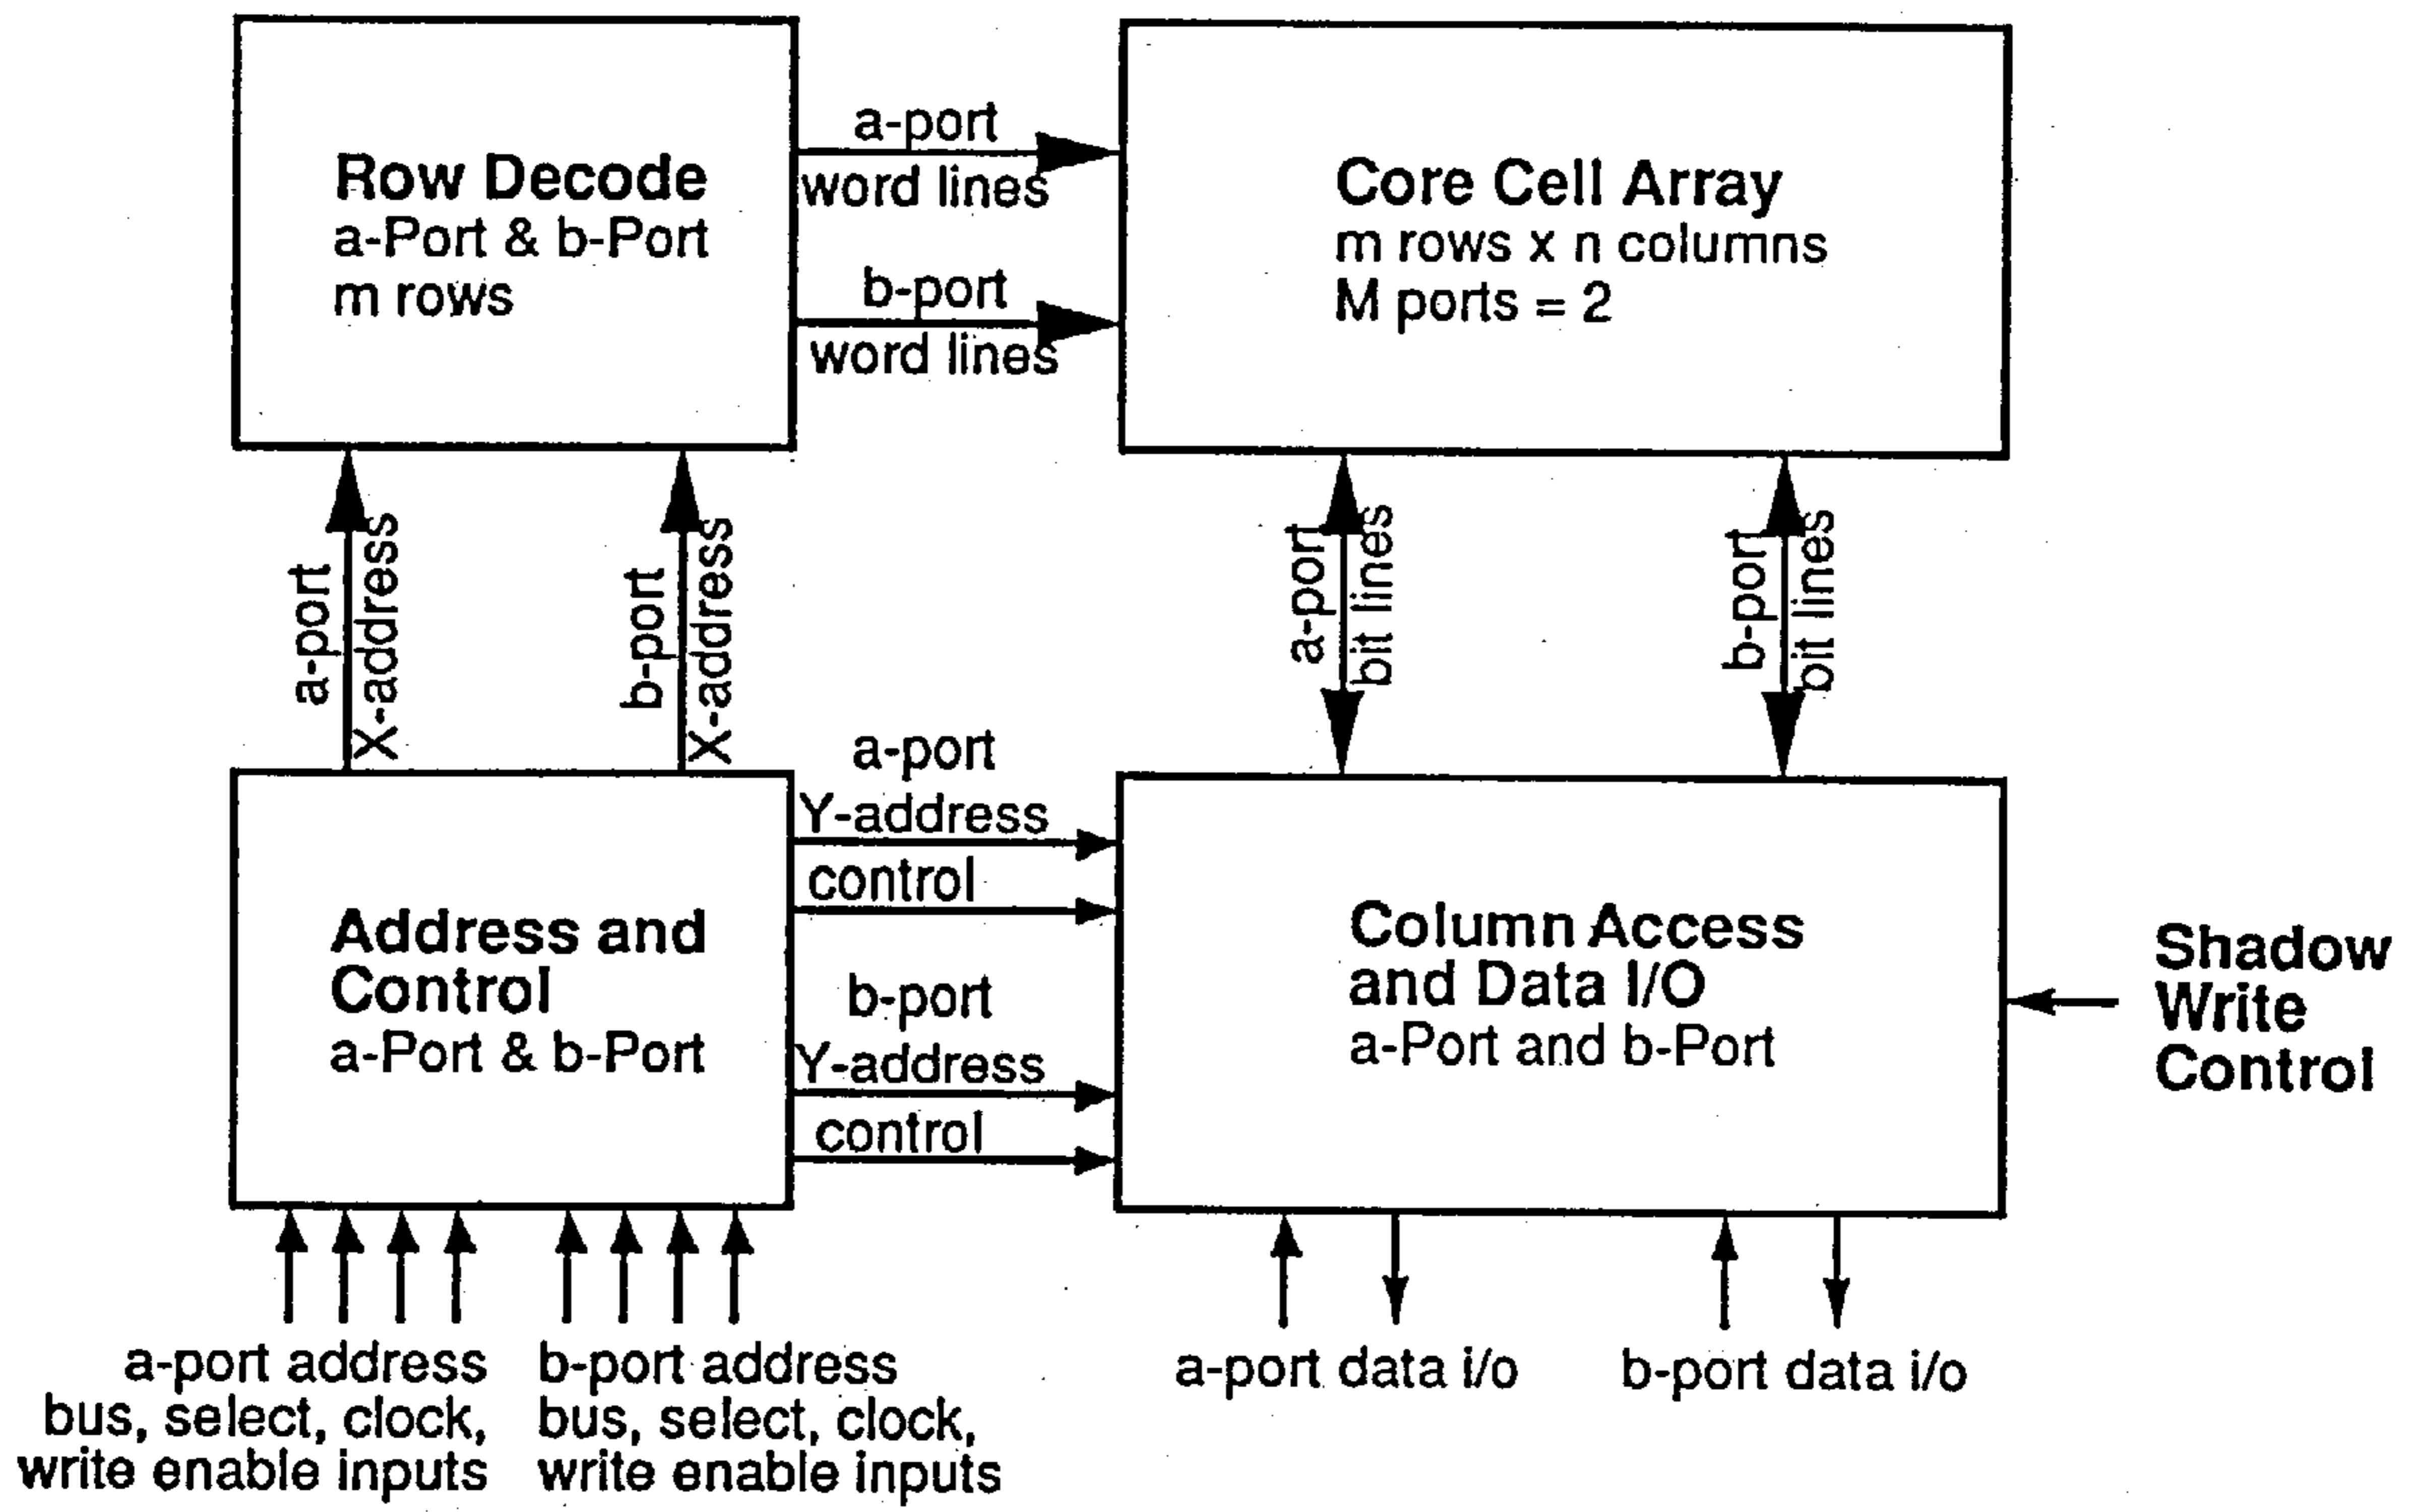 Row Decode
a-Port & b-Port
m rows
a-port
word lines
b-port
word lines
Core Cell Array
m rows x n columns
M ports = 2
a-port
X-address
b-port
X-address
a-port
bit lines
b-port
bit lines
Address and
Control
a-Port & b-Port
a-port
Y-address
control
b-port
Y-address
control
Column Access
and Data I/O
a-Port and b-Port
Shadow
Write
Control
a-port address
bus, select, clock,
write enable inputs
b-port address
bus, select, clock,
write enable inputs
a-port data i/o
b-port data i/o